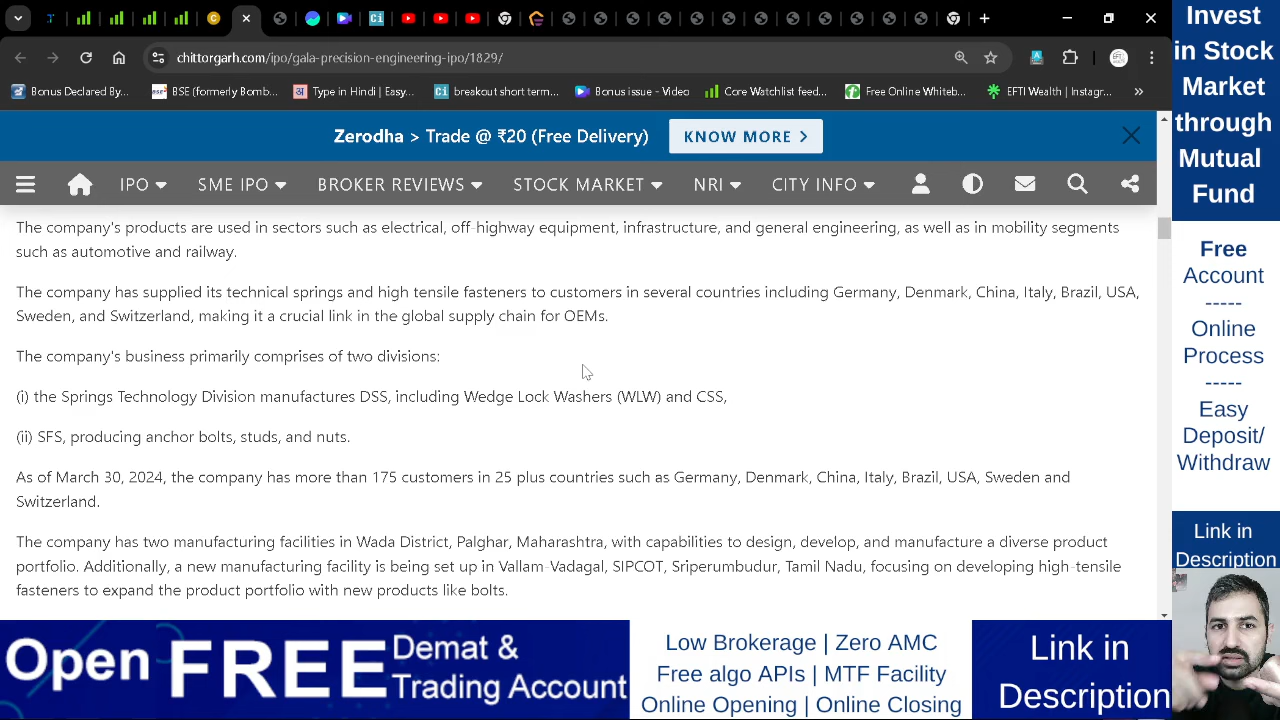 chittorgarh.com/ipo/gala-precision-engineering-ipo/1829/
Bonus Declared By...
BSE (formerly Bomb...
Type in Hindi | Easy...
breakout short term...
Bonus issue - Video
Core Watchlist feed...
Free Online Whiteb...
EFTI Wealth | Instagr...
»
Zerodha > Trade @ ₹20 (Free Delivery)
KNOW MORE >
IPO
SME IPO
BROKER REVIEWS
STOCK MARKET
NRI
CITY INFO
The company's products are used in sectors such as electrical, off-highway equipment, infrastructure, and general engineering, as well as in mobility segments
such as automotive and railway.
The company has supplied its technical springs and high tensile fasteners to customers in several countries including Germany, Denmark, China, Italy, Brazil, USA,
Sweden, and Switzerland, making it a crucial link in the global supply chain for OEMs.
The company's business primarily comprises of two divisions:
(i) the Springs Technology Division manufactures DSS, including Wedge Lock Washers (WLW) and CSS,
(ii) SFS, producing anchor bolts, studs, and nuts.
As of March 30, 2024, the company has more than 175 customers in 25 plus countries such as Germany, Denmark, China, Italy, Brazil, USA, Sweden and
Switzerland.
The company has two manufacturing facilities in Wada District, Palghar, Maharashtra, with capabilities to design, develop, and manufacture a diverse product
portfolio. Additionally, a new manufacturing facility is being set up in Vallam-Vadagal, SIPCOT, Sriperumbudur, Tamil Nadu, focusing on developing high-tensile
fasteners to expand the product portfolio with new products like bolts.
Invest
in Stock
Market
through
Mutual
Fund
Free
Account
-----
Online
Process
-----
Easy
Deposit/
Withdraw
Link in
Description
Open FREE
Demat &
Trading Account
Low Brokerage | Zero AMC
Free algo APIs | MTF Facility
Online Opening | Online Closing
Link in
Description